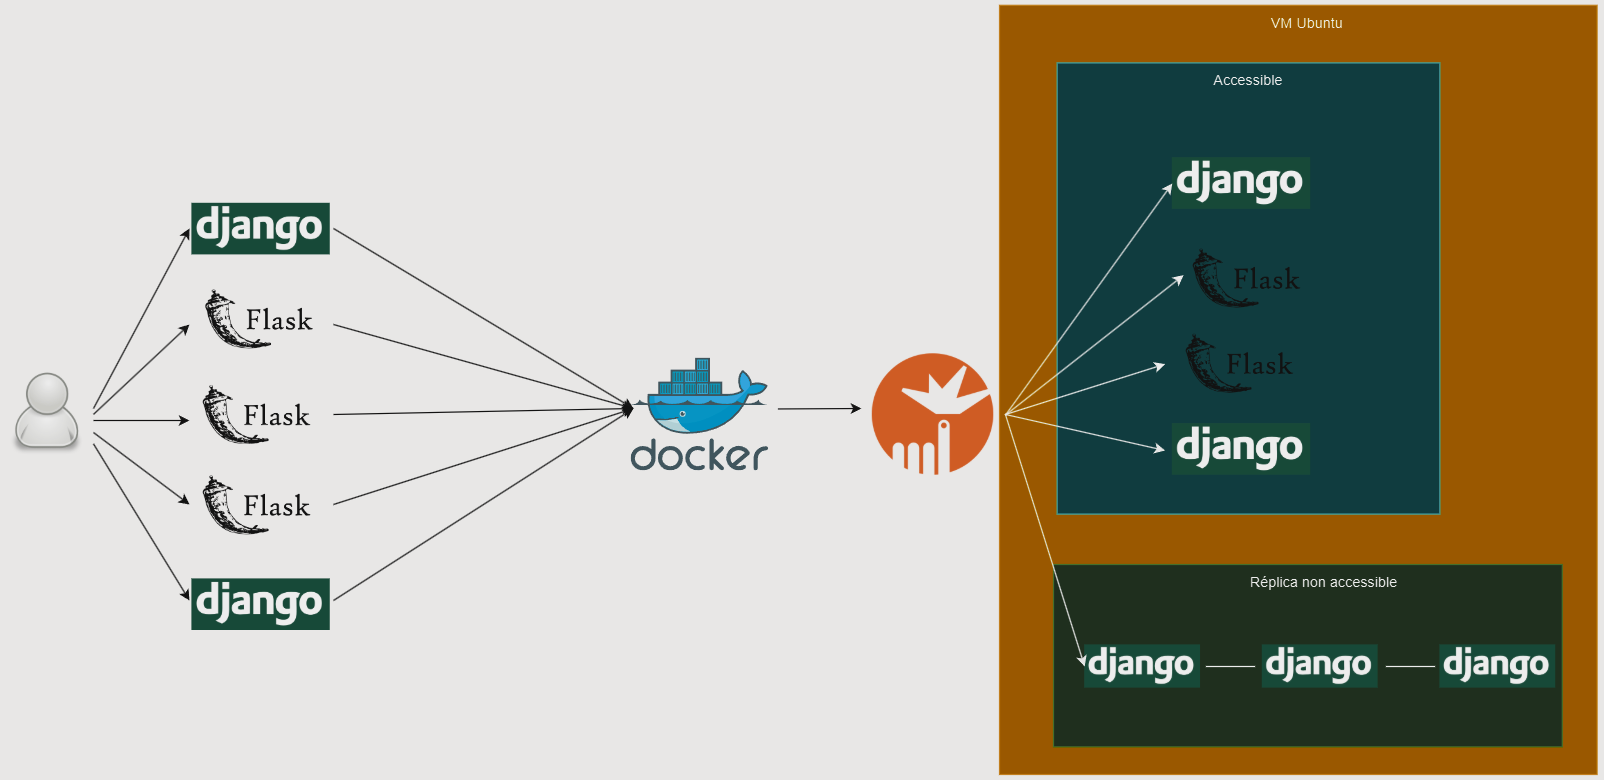 django
Flask
Flask
Flask
django
docker
VM Ubuntu
Accessible
django
Flask
Flask
django
Réplica non accessible
django
django
django